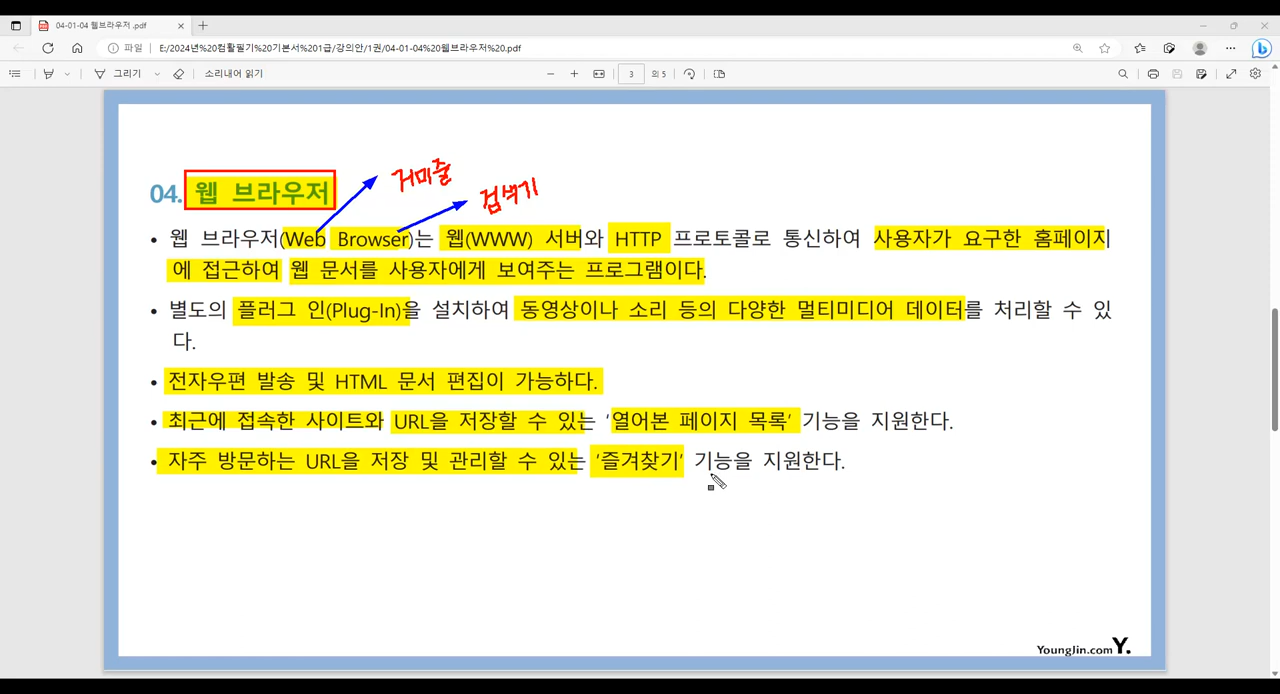 04-01-04 웹브라우저 .pdf
파일 E:/2024년%20컴활필기%20기본서%201급/강의안/1권/04-01-04%20웹브라우저%20.pdf
그리기 소리내어 읽기 3 의 5
04. 웹 브라우저 거미줄 검색기
• 웹 브라우저(Web Browser)는 웹(WWW) 서버와 HTTP 프로토콜로 통신하여 사용자가 요구한 홈페이지
에 접근하여 웹 문서를 사용자에게 보여주는 프로그램이다.
• 별도의 플러그 인(Plug-In)을 설치하여 동영상이나 소리 등의 다양한 멀티미디어 데이터를 처리할 수 있
다.
• 전자우편 발송 및 HTML 문서 편집이 가능하다.
• 최근에 접속한 사이트와 URL을 저장할 수 있는 '열어본 페이지 목록' 기능을 지원한다.
• 자주 방문하는 URL을 저장 및 관리할 수 있는 '즐겨찾기' 기능을 지원한다.
YoungJin.com Y.